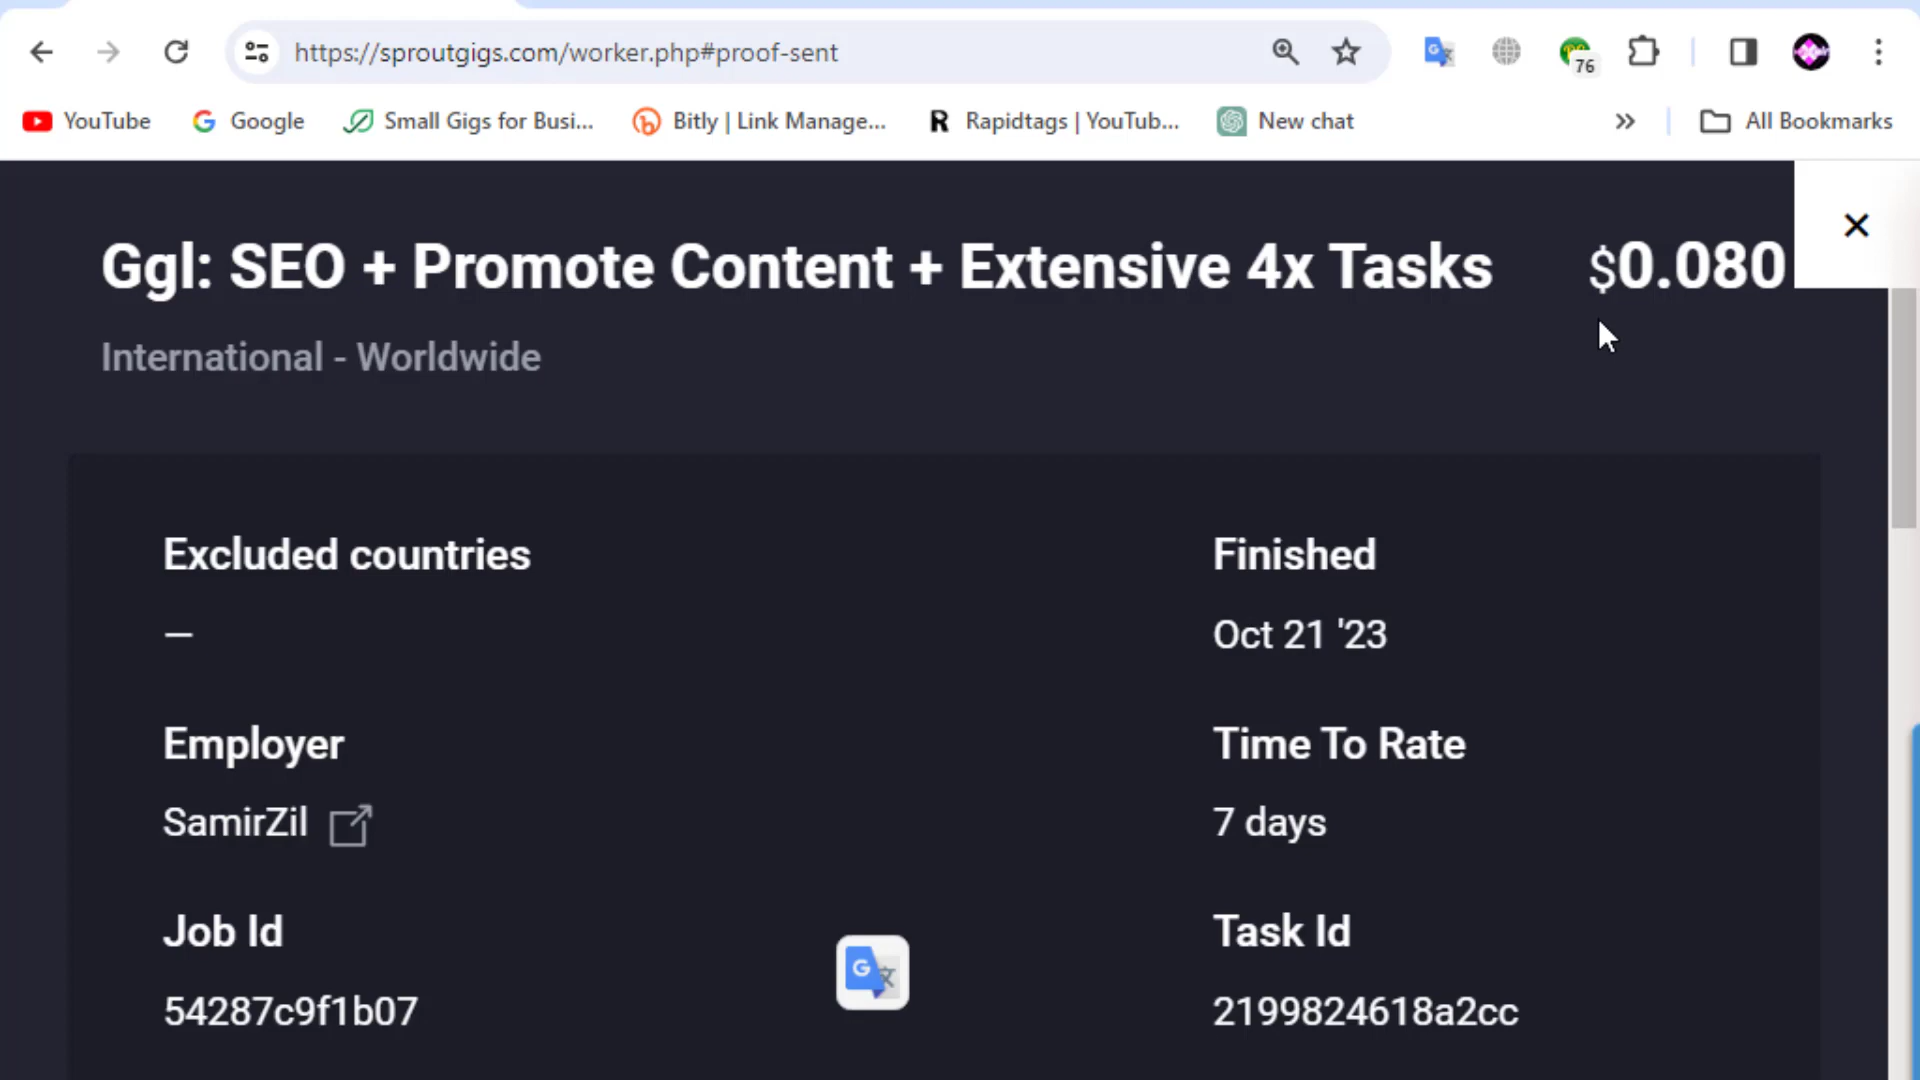 https://sproutgigs.com/worker.php#proof-sent
76
YouTube Google Small Gigs for Busi... Bitly | Link Manage... Rapidtags | YouTub... New chat » All Bookmarks
Ggl: SEO + Promote Content + Extensive 4x Tasks $0.080
International - Worldwide
Excluded countries Finished
— Oct 21 '23
Employer Time To Rate
SamirZil 7 days
Job Id Task Id
54287c9f1b07 2199824618a2cc